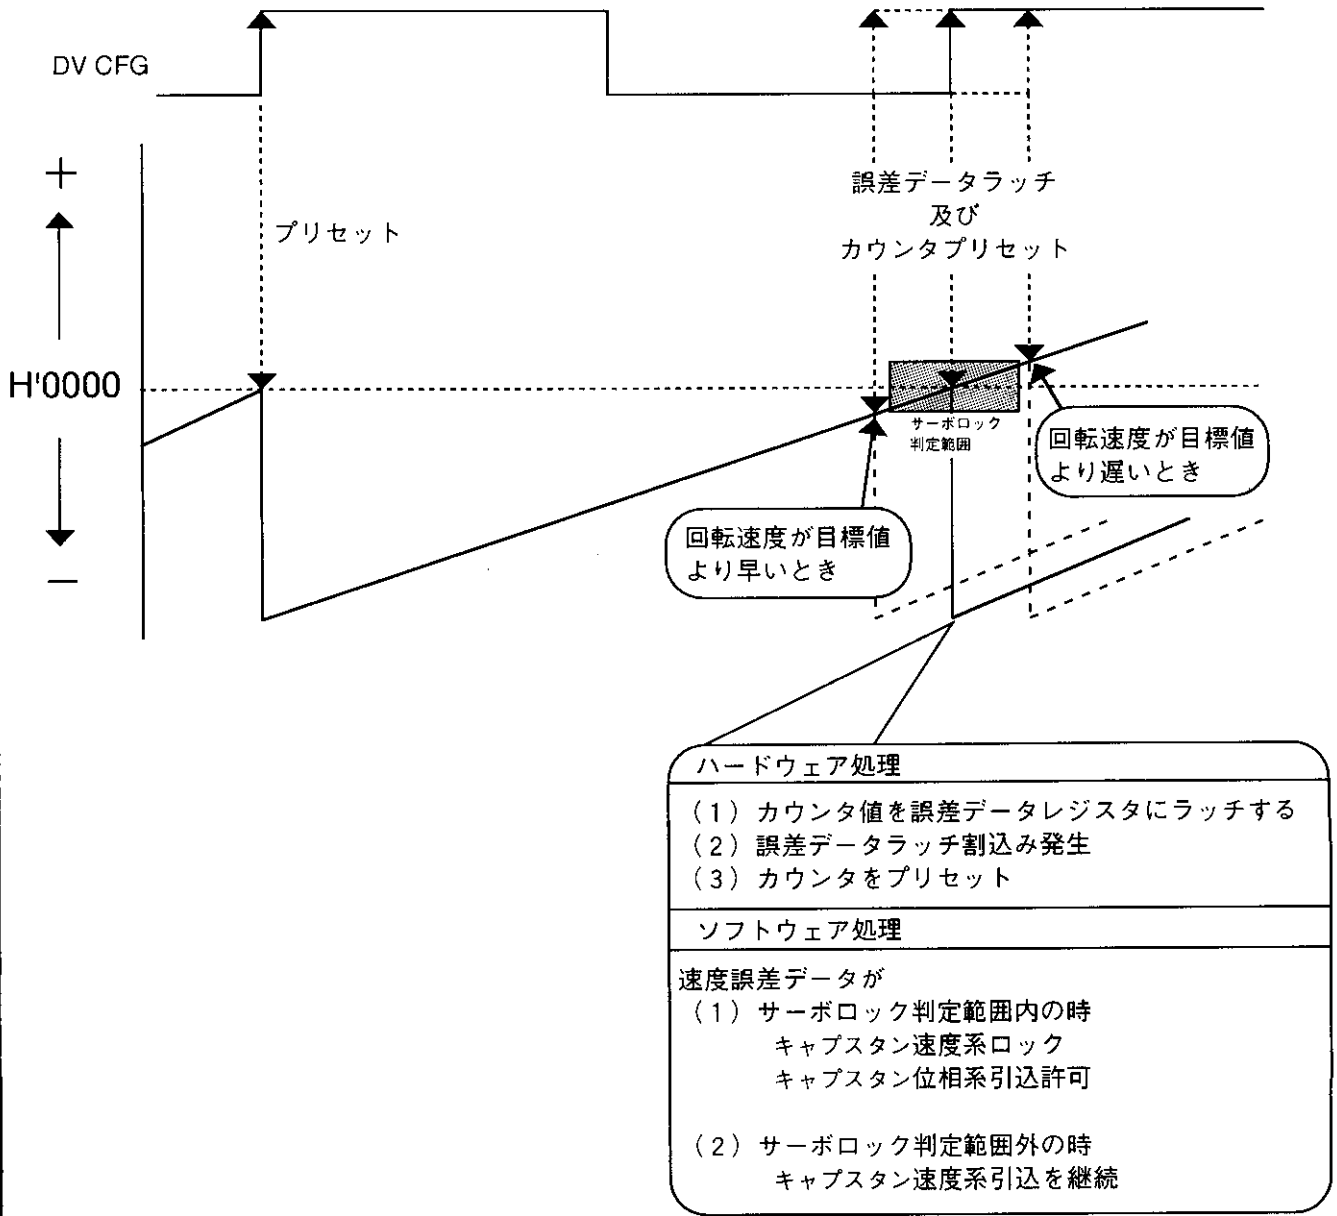 DV CFG
+
プリセット
誤差データラッチ
及び
カウンタプリセット
H'0000
サーボロック
判定範囲
回転速度が目標値
より遅いとき
回転速度が目標値
より早いとき
−
ハードウェア処理
(1) カウンタ値を誤差データレジスタにラッチする
(2) 誤差データラッチ割込み発生
(3) カウンタをプリセット
ソフトウェア処理
速度誤差データが
(1) サーボロック判定範囲内の時
キャプスタン速度系ロック
キャプスタン位相系引込許可
(2) サーボロック判定範囲外の時
キャプスタン速度系引込を継続